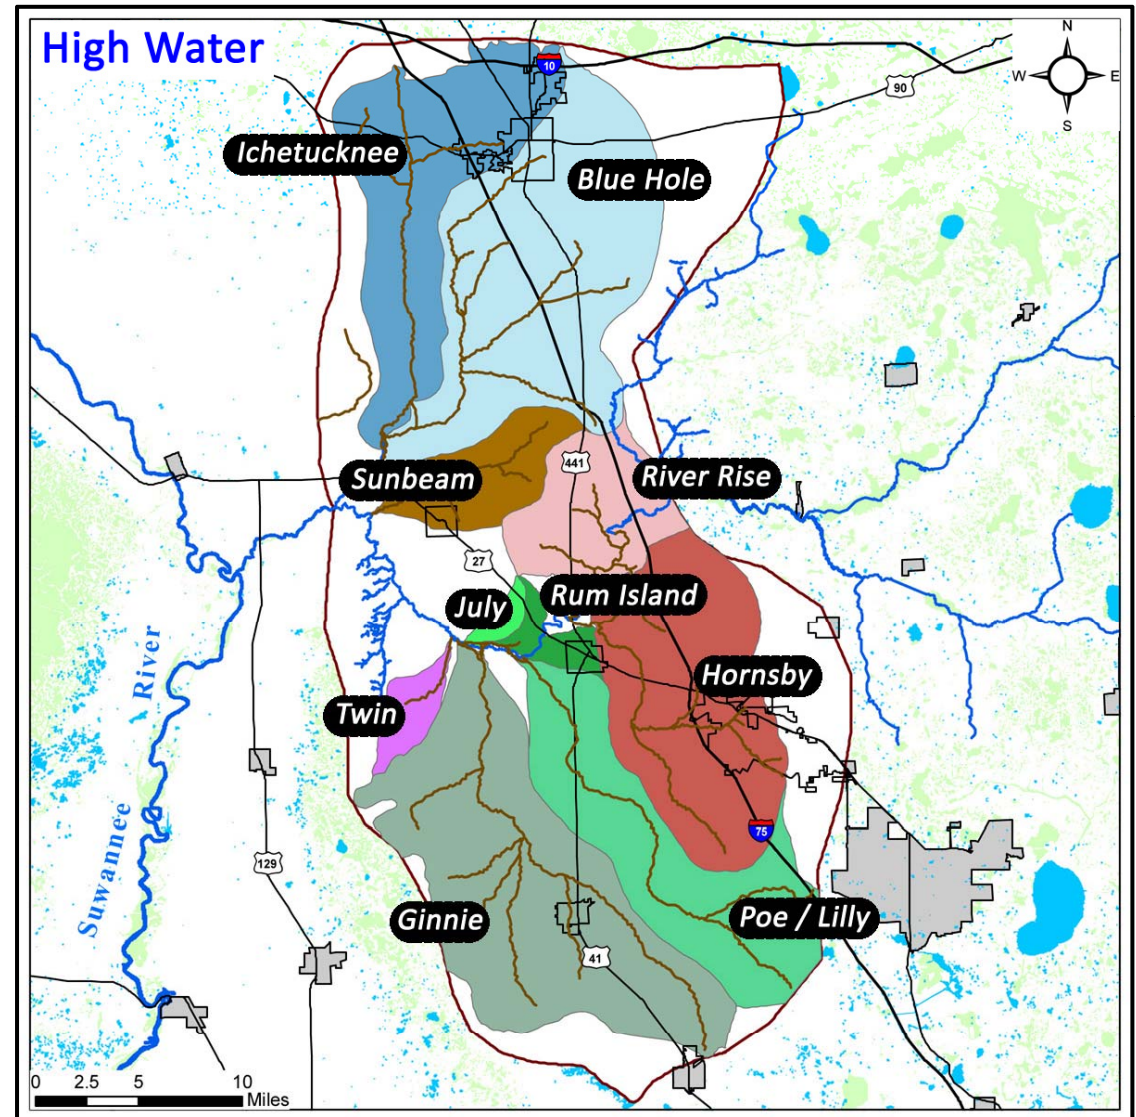 High Water
N
W E
S
10
90
Ichetucknee
Blue Hole
441
Sunbeam
River Rise
27
July
Rum Island
Hornsby
Twin
Suwannee River
75
129
Ginnie
Poe / Lilly
41
0 2.5 5 10
Miles